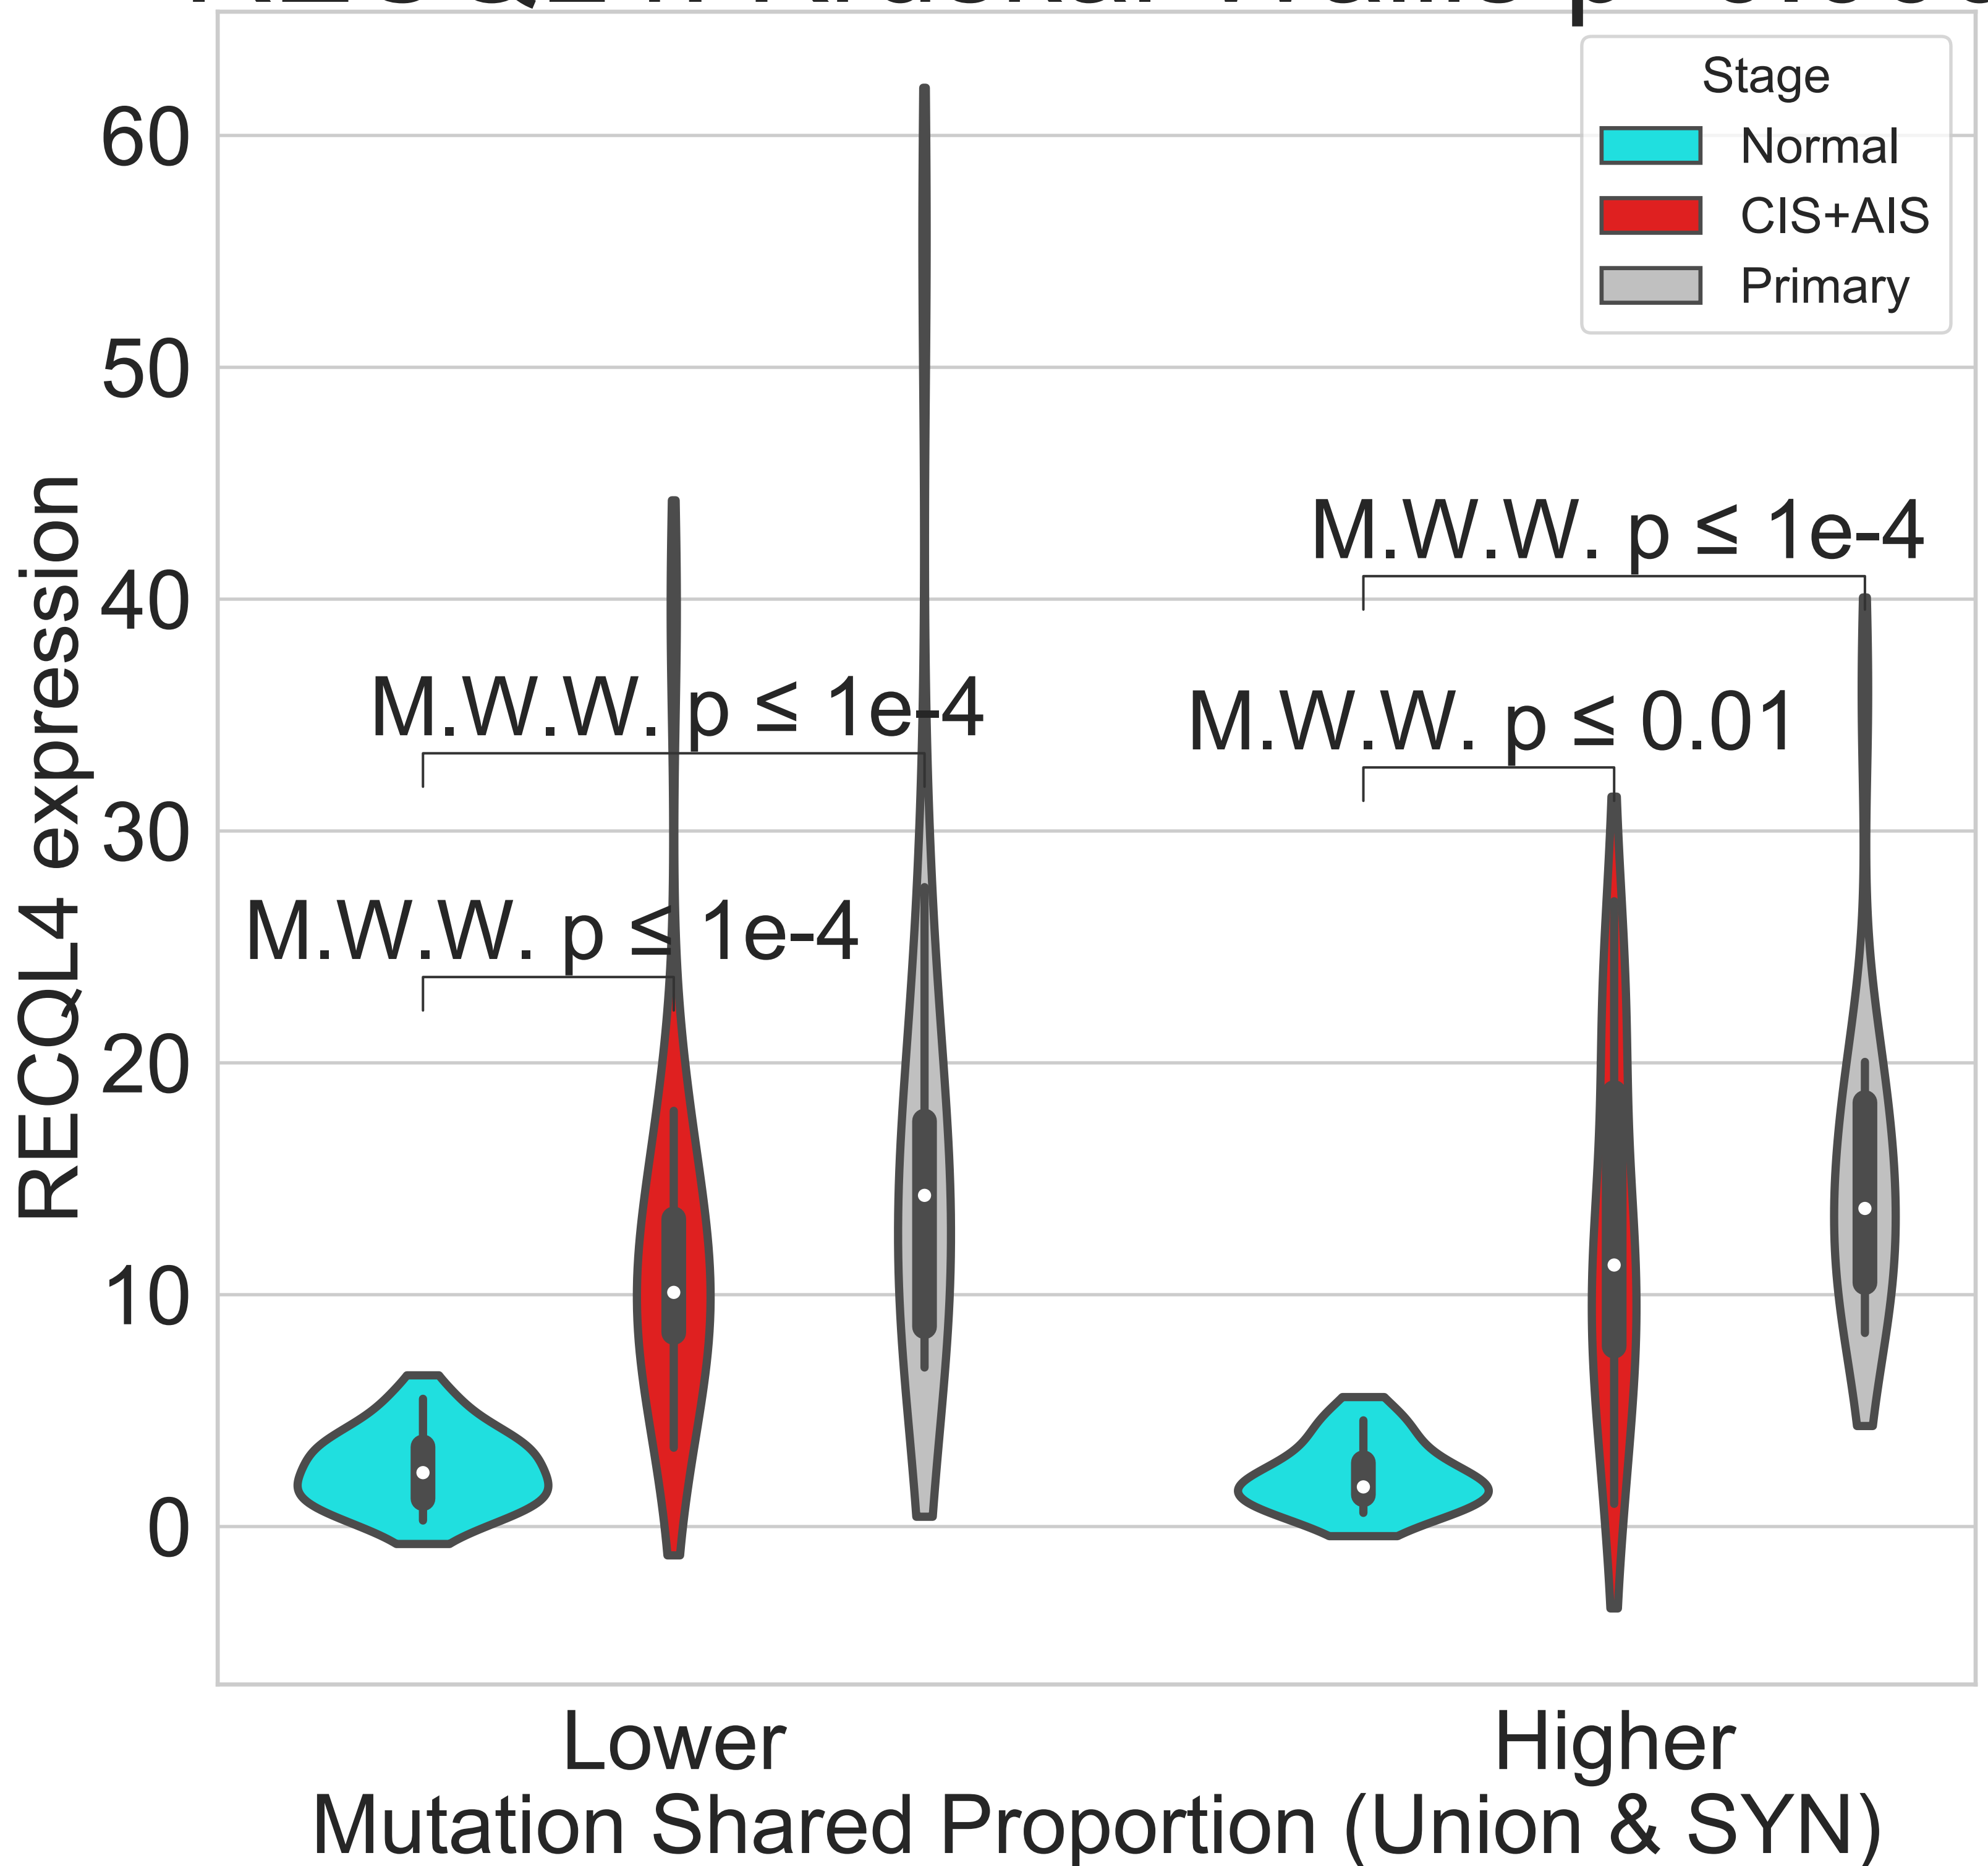 Stage
Normal
CIS+AIS
Primary
60
50
40
30
20
10
0
RECQL4 expression
M.W.W. p ≤ 1e-4
M.W.W. p ≤ 1e-4
M.W.W. p ≤ 0.01
M.W.W. p ≤ 1e-4
Lower
Higher
Mutation Shared Proportion (Union & SYN)